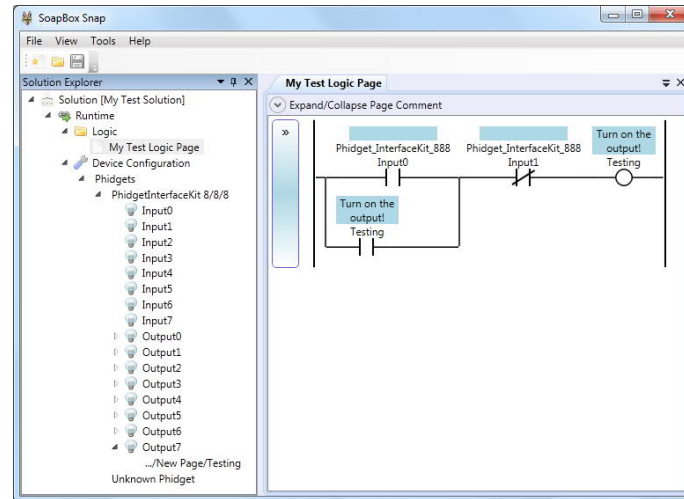 SoapBox Snap
File View Tools Help
Solution Explorer
Solution [My Test Solution]
Runtime
Logic
My Test Logic Page
Device Configuration
Phidgets
PhidgetInterfaceKit 8/8/8
Input0
Input1
Input2
Input3
Input4
Input5
Input6
Input7
Output0
Output1
Output2
Output3
Output4
Output5
Output6
Output7
.../New Page/Testing
Unknown Phidget
My Test Logic Page
Expand/Collapse Page Comment
»
Phidget_InterfaceKit_888
Input0
Phidget_InterfaceKit_888
Input1
Turn on the
output!
Testing
Turn on the
output!
Testing